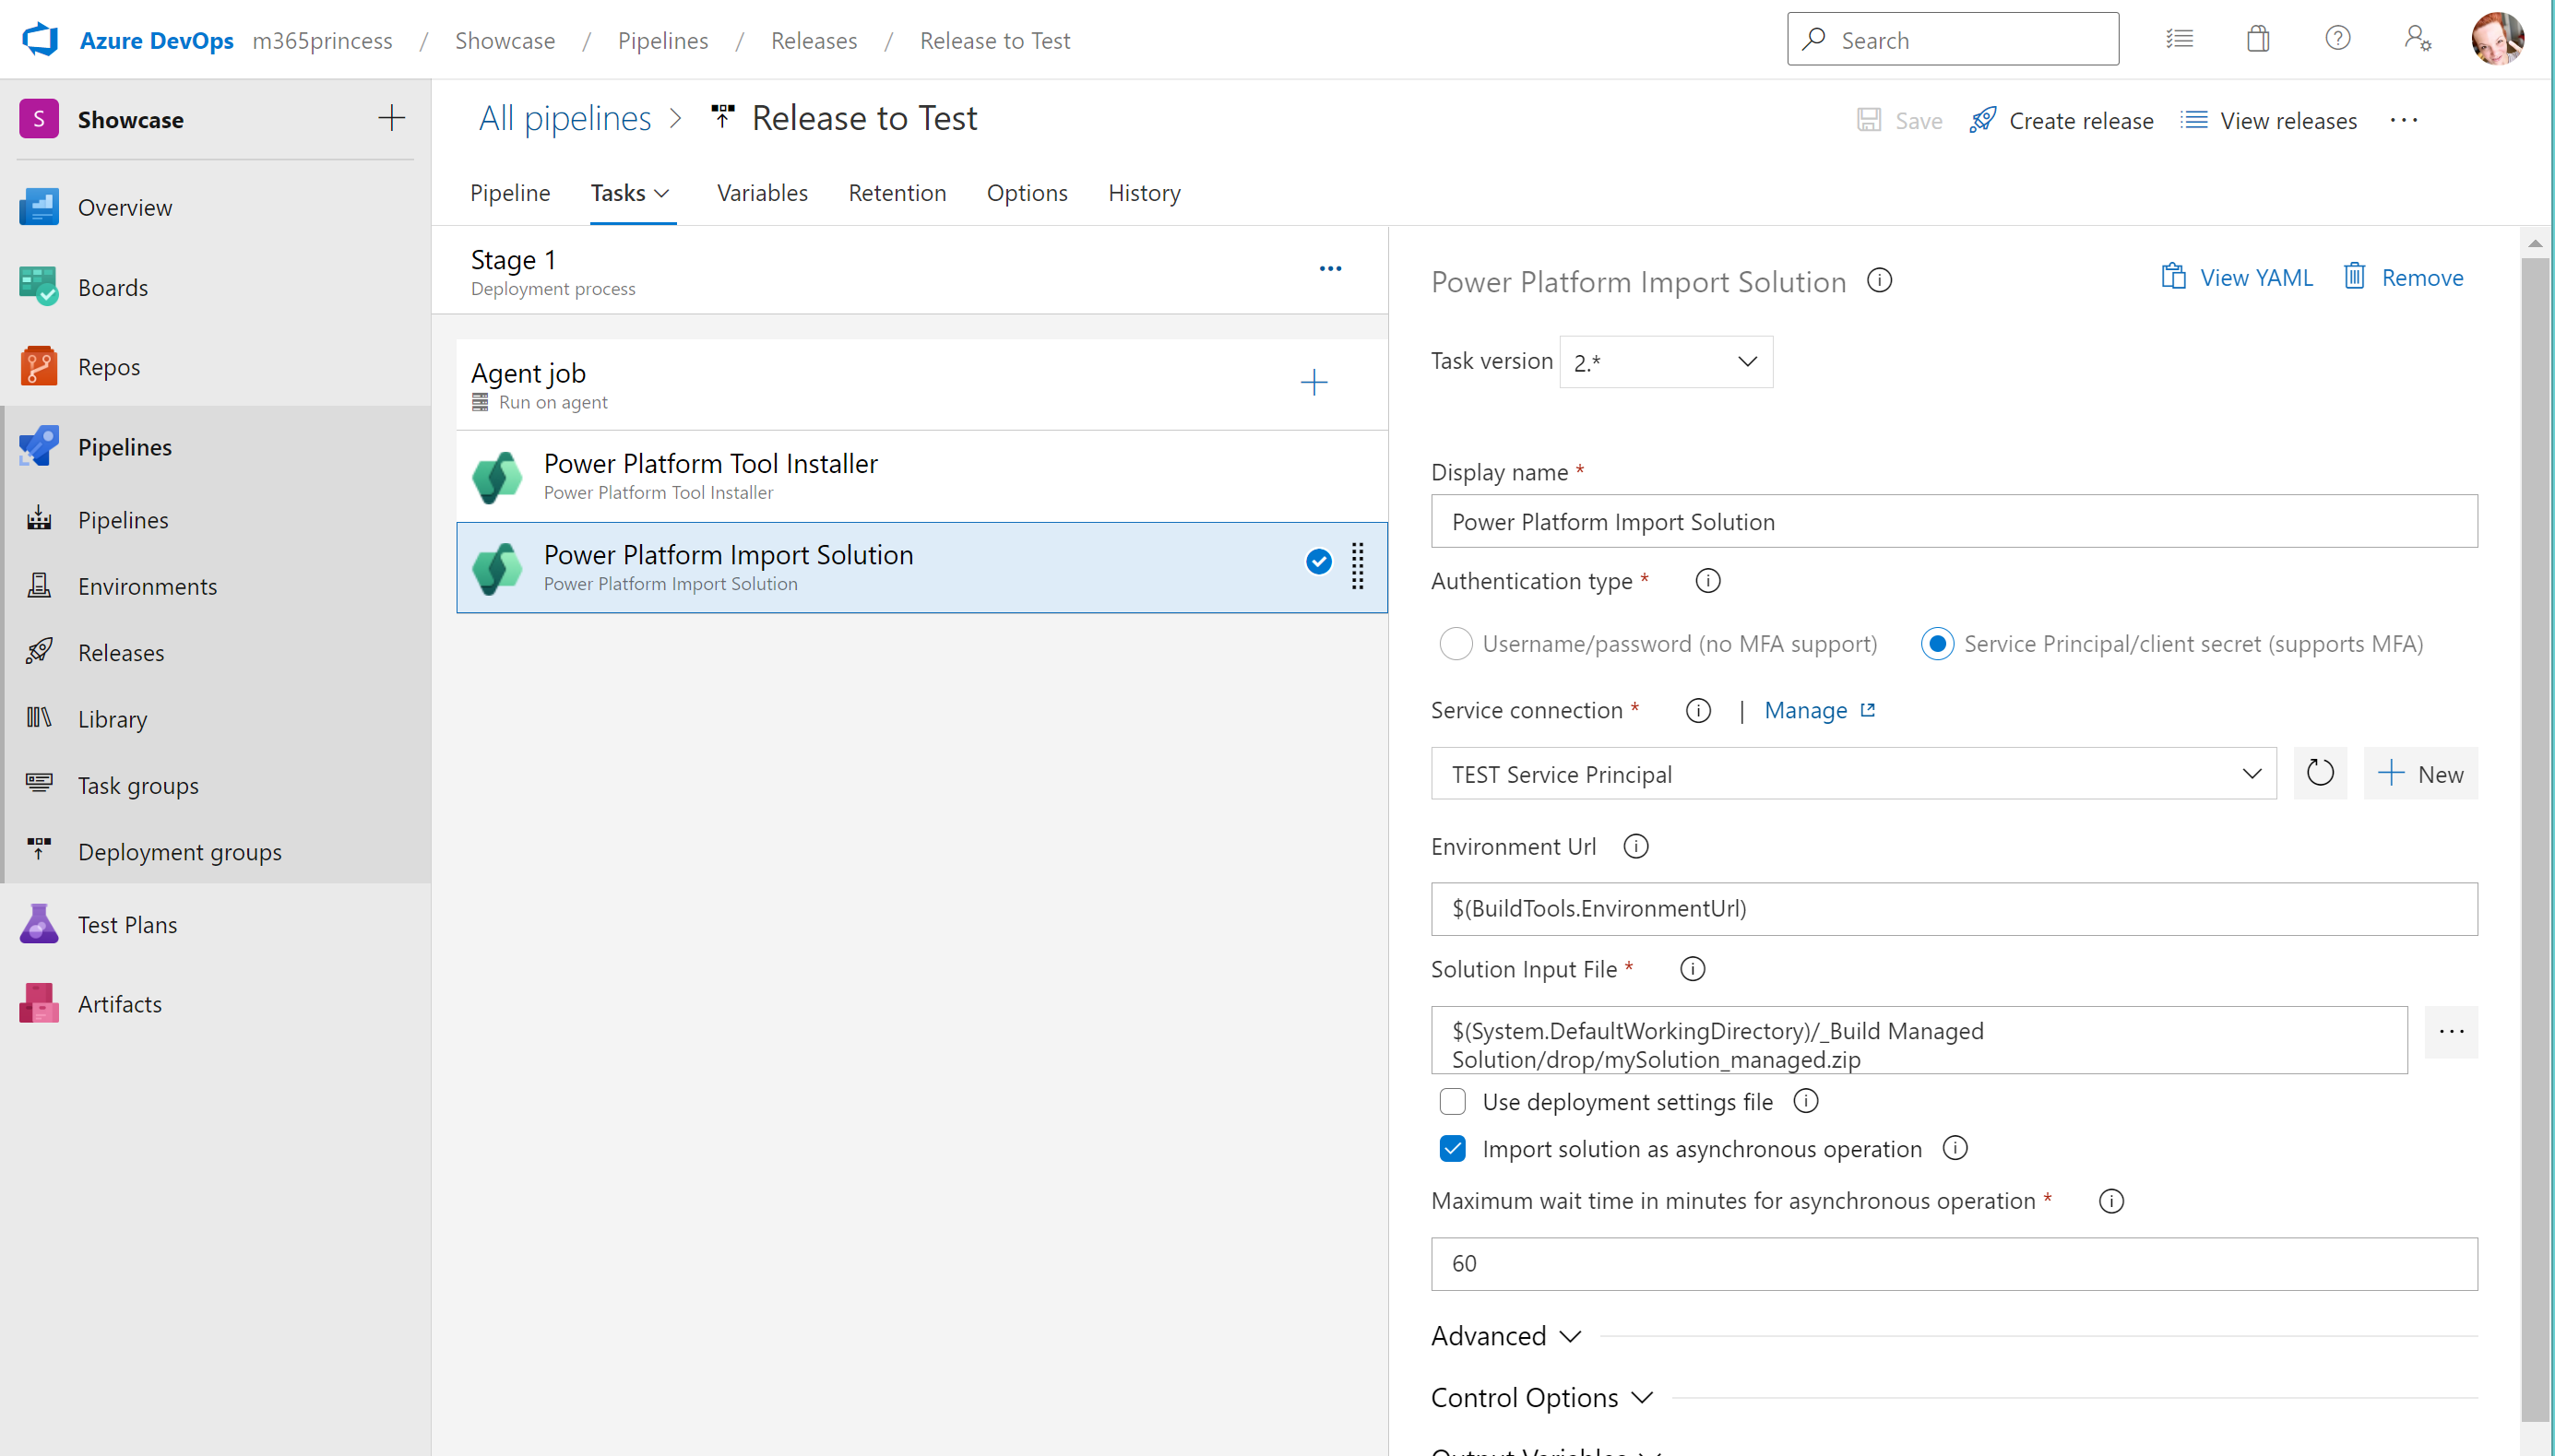 Azure DevOps m365princess / Showcase / Pipelines / Releases / Release to Test
Search
S Showcase
Overview
Boards
Repos
Pipelines
Pipelines
Environments
Releases
Library
Task groups
Deployment groups
Test Plans
Artifacts
All pipelines > Release to Test
Save Create release View releases ...
Pipeline Tasks Variables Retention Options History
Stage 1
Deployment process
Agent job
Run on agent
Power Platform Tool Installer
Power Platform Tool Installer
Power Platform Import Solution
Power Platform Import Solution
Power Platform Import Solution
View YAML Remove
Task version 2.*
Display name *
Power Platform Import Solution
Authentication type *
Username/password (no MFA support) Service Principal/client secret (supports MFA)
Service connection * | Manage
TEST Service Principal
New
Environment Url
$(BuildTools.EnvironmentUrl)
Solution Input File *
$(System.DefaultWorkingDirectory)/_Build Managed
Solution/drop/mySolution_managed.zip
...
Use deployment settings file
Import solution as asynchronous operation
Maximum wait time in minutes for asynchronous operation *
60
Advanced
Control Options
Output Variables